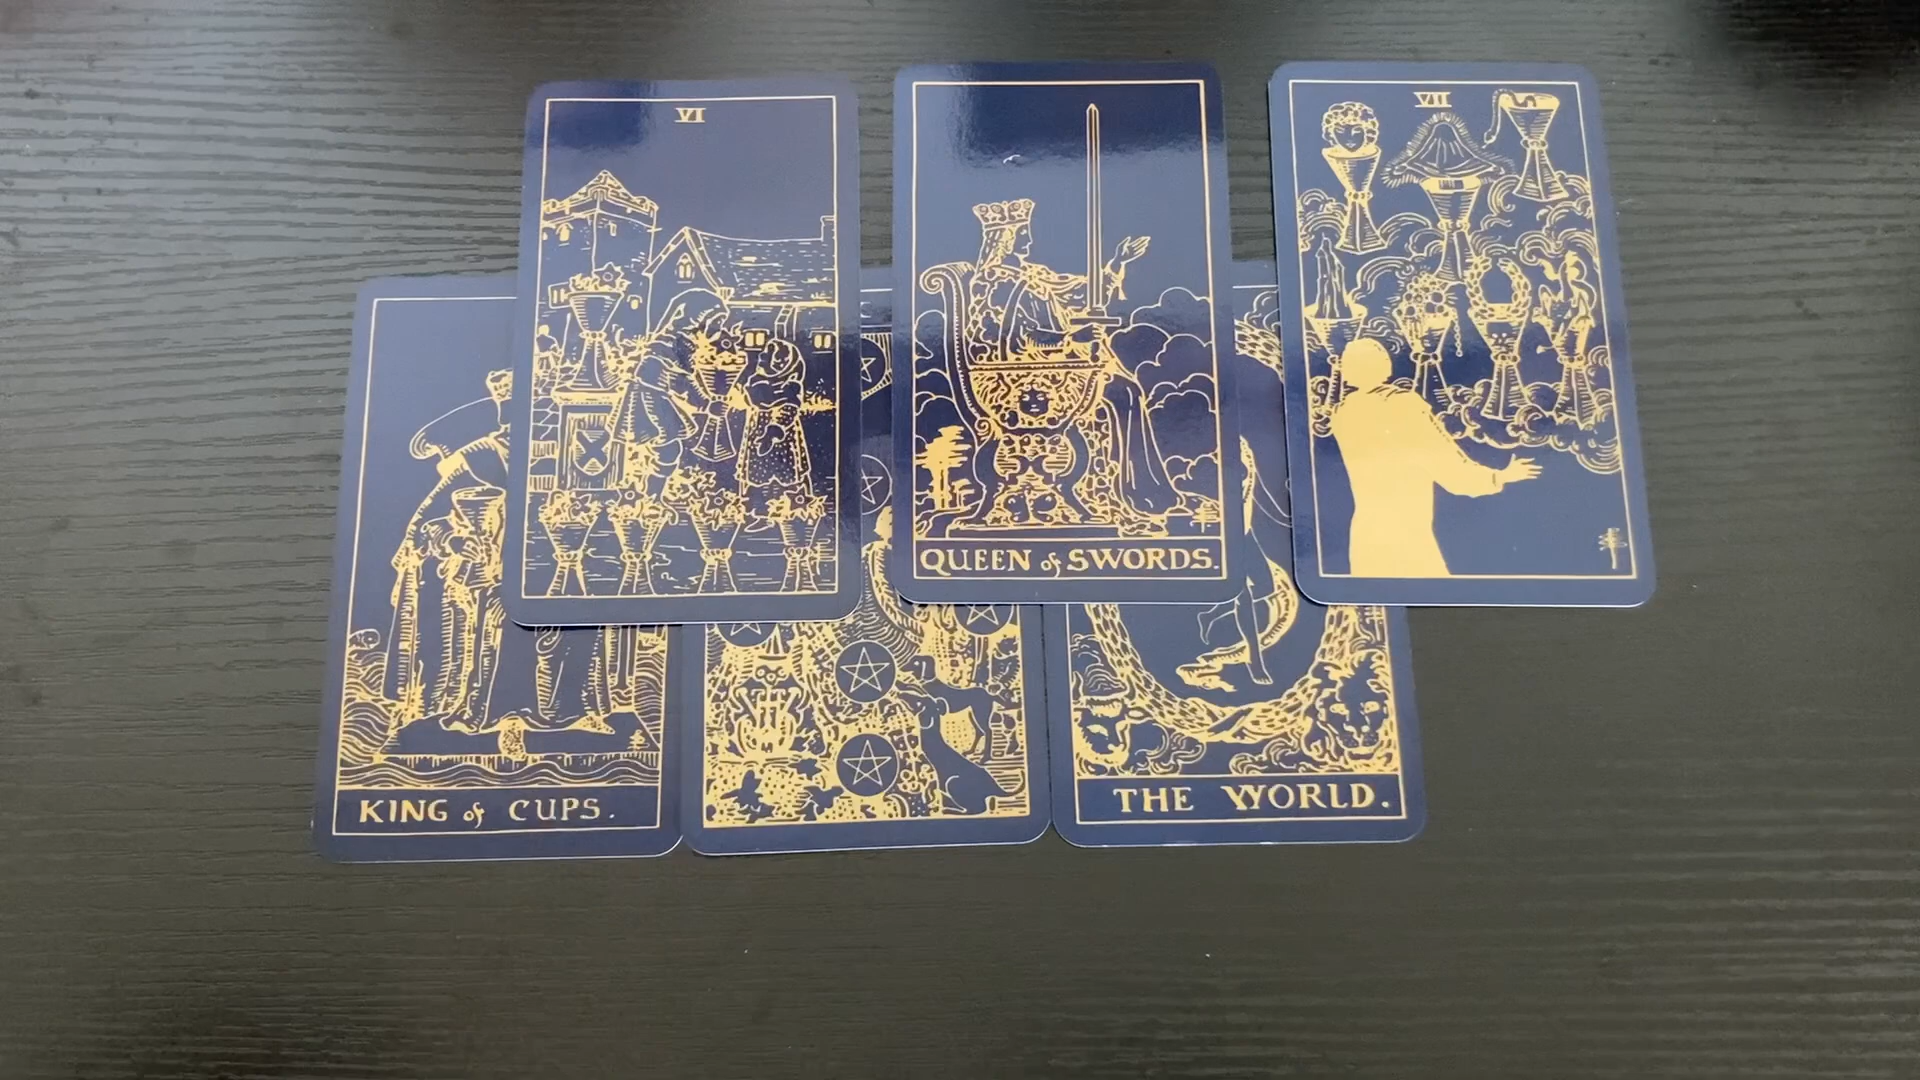 VI
VII
QUEEN of SWORDS.
KING of CUPS.
THE WORLD.